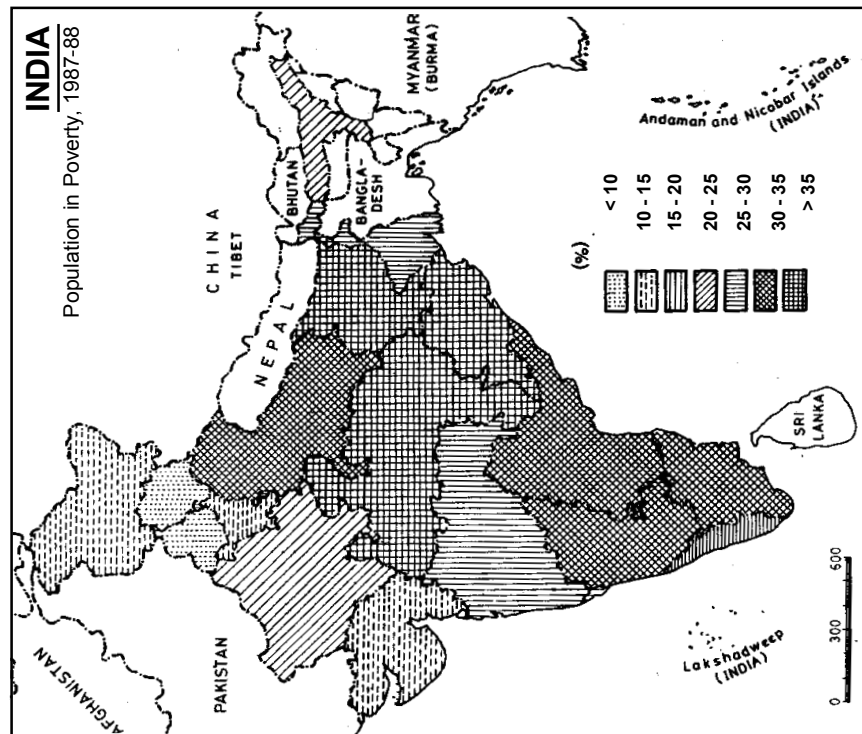 INDIA
Population in Poverty, 1987-88
AFGHANISTAN
PAKISTAN
CHINA
TIBET
NEPAL
BHUTAN
BANGLA-
DESH
MYANMAR
(BURMA)
Andaman and Nicobar Islands
(INDIA)
SRI
LANKA
Lakshadweep
(INDIA)
(%)
< 10
10 - 15
15 - 20
20 - 25
25 - 30
30 - 35
> 35
0 300 600